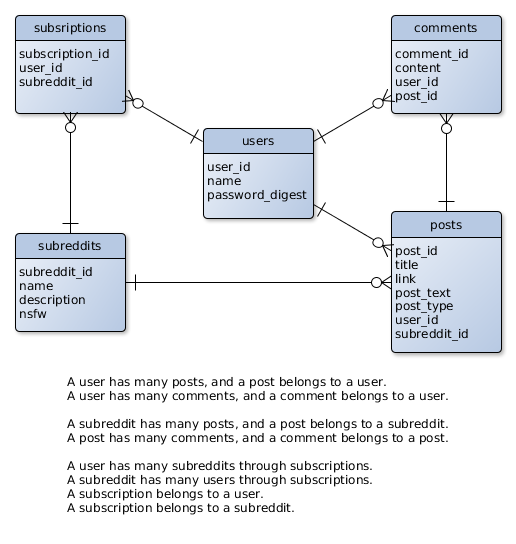 subsriptions
subscription_id
user_id
subreddit_id
comments
comment_id
content
user_id
post_id
users
user_id
name
password_digest
subreddits
subreddit_id
name
description
nsfw
posts
post_id
title
link
post_text
post_type
user_id
subreddit_id
A user has many posts, and a post belongs to a user.
A user has many comments, and a comment belongs to a user.
A subreddit has many posts, and a post belongs to a subreddit.
A post has many comments, and a comment belongs to a post.
A user has many subreddits through subscriptions.
A subreddit has many users through subscriptions.
A subscription belongs to a user.
A subscription belongs to a subreddit.